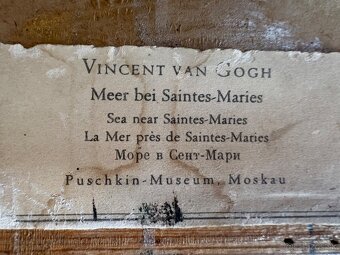 VINCENT VAN GOGH
Meer bei Saintes-Maries
Sea near Saintes-Maries
La Mer près de Saintes-Maries
Море в Сент-Мари
Puschkin-Museum, Moskau